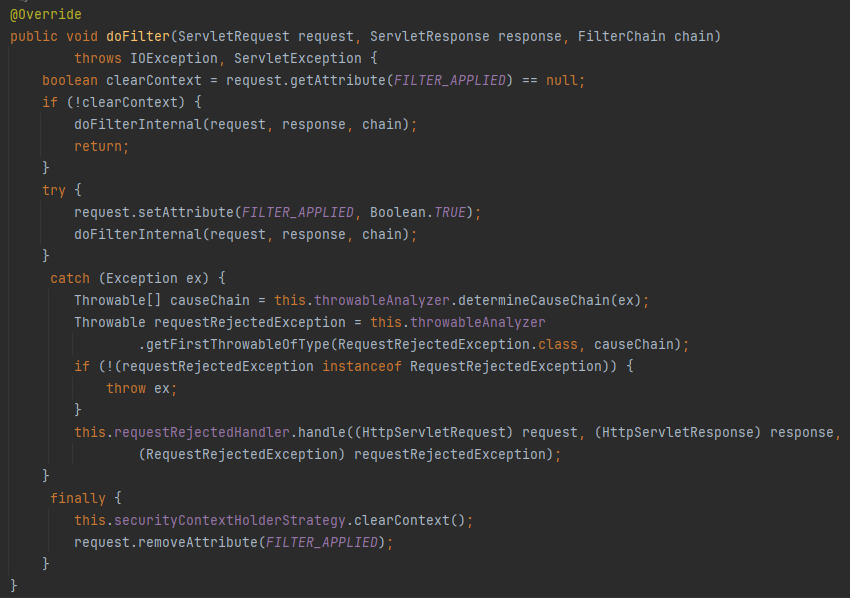 @Override
public void doFilter(ServletRequest request, ServletResponse response, FilterChain chain)
        throws IOException, ServletException {
    boolean clearContext = request.getAttribute(FILTER_APPLIED) == null;
    if (!clearContext) {
        doFilterInternal(request, response, chain);
        return;
    }
    try {
        request.setAttribute(FILTER_APPLIED, Boolean.TRUE);
        doFilterInternal(request, response, chain);
    }
     catch (Exception ex) {
        Throwable[] causeChain = this.throwableAnalyzer.determineCauseChain(ex);
        Throwable requestRejectedException = this.throwableAnalyzer
                .getFirstThrowableOfType(RequestRejectedException.class, causeChain);
        if (!(requestRejectedException instanceof RequestRejectedException)) {
            throw ex;
        }
        this.requestRejectedHandler.handle((HttpServletRequest) request, (HttpServletResponse) response,
                (RequestRejectedException) requestRejectedException);
    }
     finally {
        this.securityContextHolderStrategy.clearContext();
        request.removeAttribute(FILTER_APPLIED);
    }
}